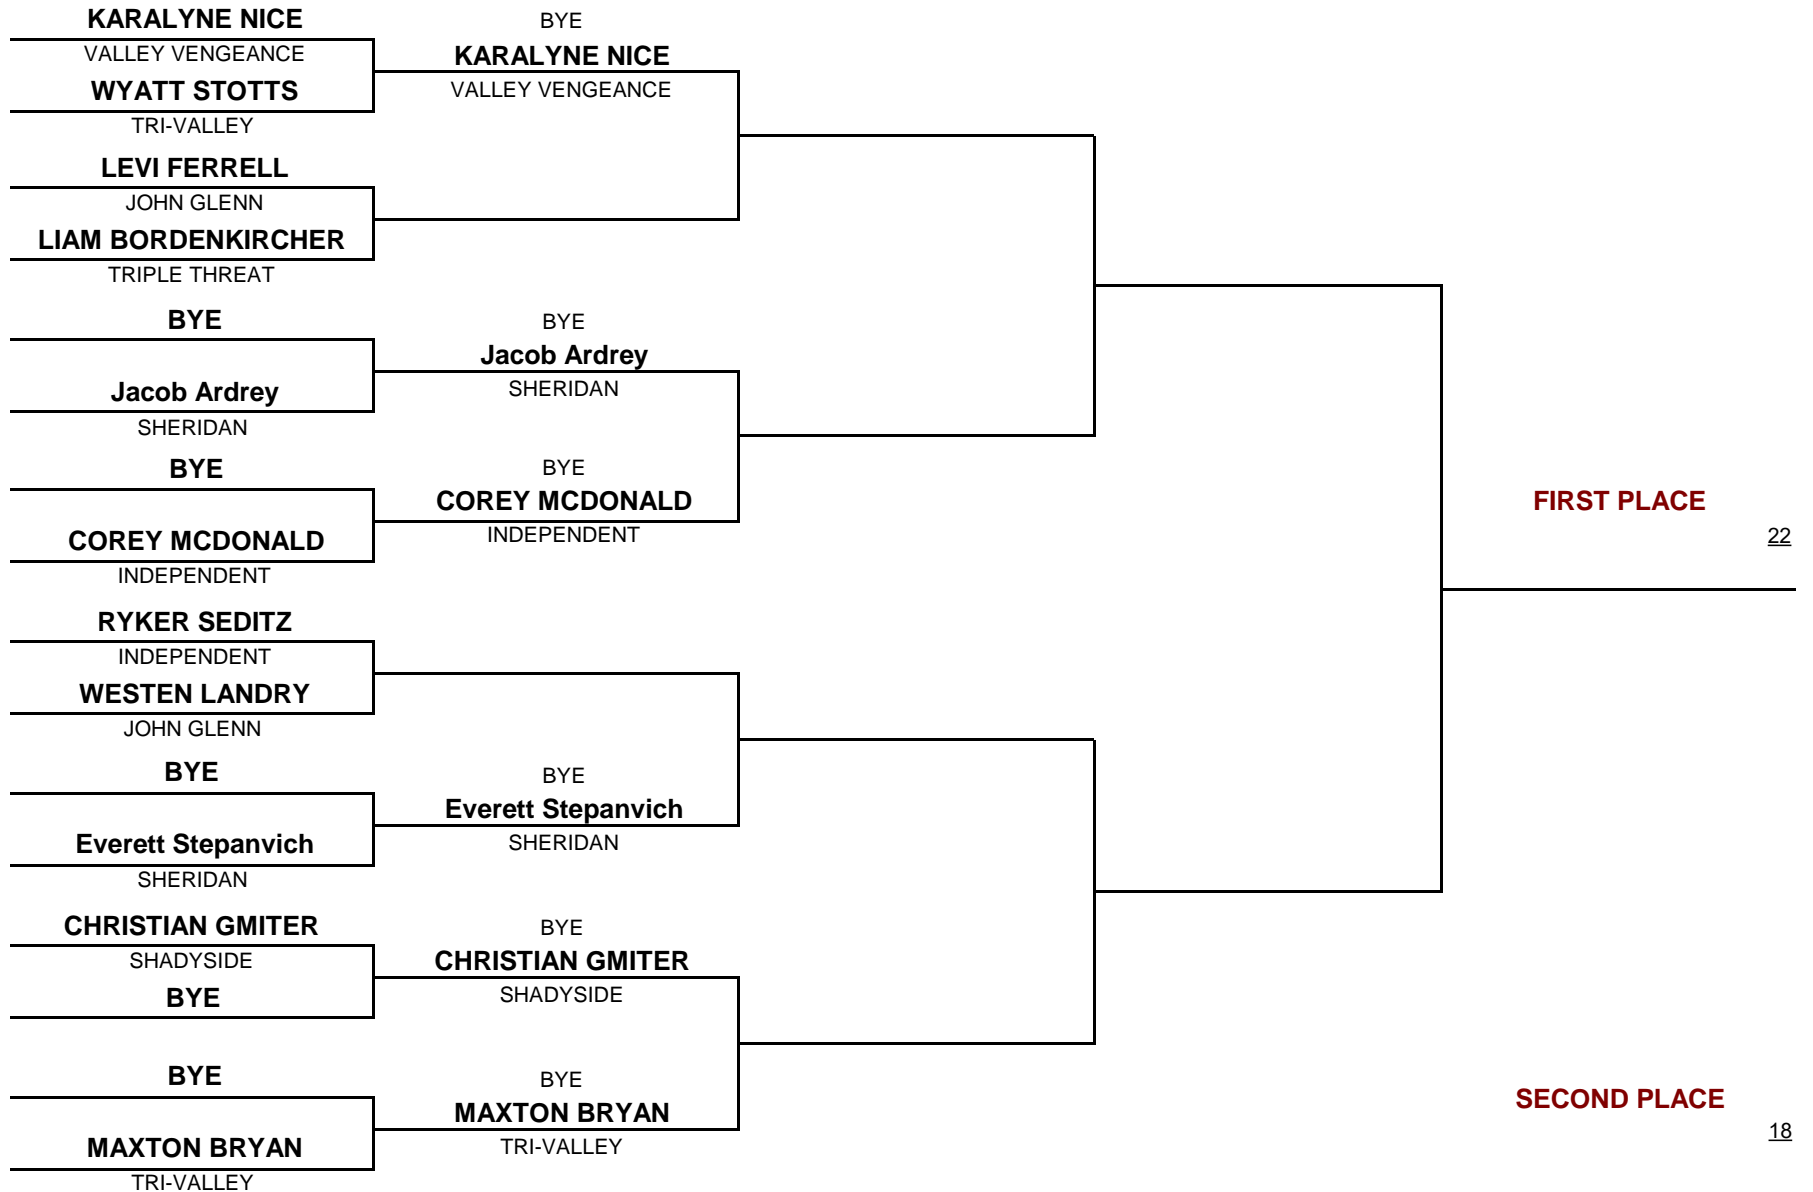 KARALYNE NICE
VALLEY VENGEANCE
WYATT STOTTS
TRI-VALLEY
LEVI FERRELL
JOHN GLENN
LIAM BORDENKIRCHER
TRIPLE THREAT
BYE
Jacob Ardrey
SHERIDAN
BYE
COREY MCDONALD
INDEPENDENT
RYKER SEDITZ
INDEPENDENT
WESTEN LANDRY
JOHN GLENN
BYE
Everett Stepanvich
SHERIDAN
CHRISTIAN GMITER
SHADYSIDE
BYE
BYE
MAXTON BRYAN
TRI-VALLEY
BYE
KARALYNE NICE
VALLEY VENGEANCE
BYE
Jacob Ardrey
SHERIDAN
BYE
COREY MCDONALD
INDEPENDENT
BYE
Everett Stepanvich
SHERIDAN
BYE
CHRISTIAN GMITER
SHADYSIDE
BYE
MAXTON BRYAN
TRI-VALLEY
FIRST PLACE
22
SECOND PLACE
18